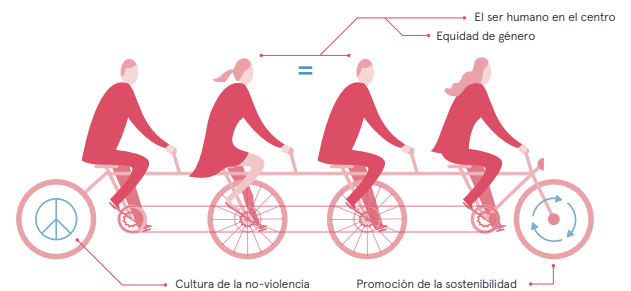 El ser humano en el centro
Equidad de género
=
Cultura de la no-violencia
Promoción de la sostenibilidad